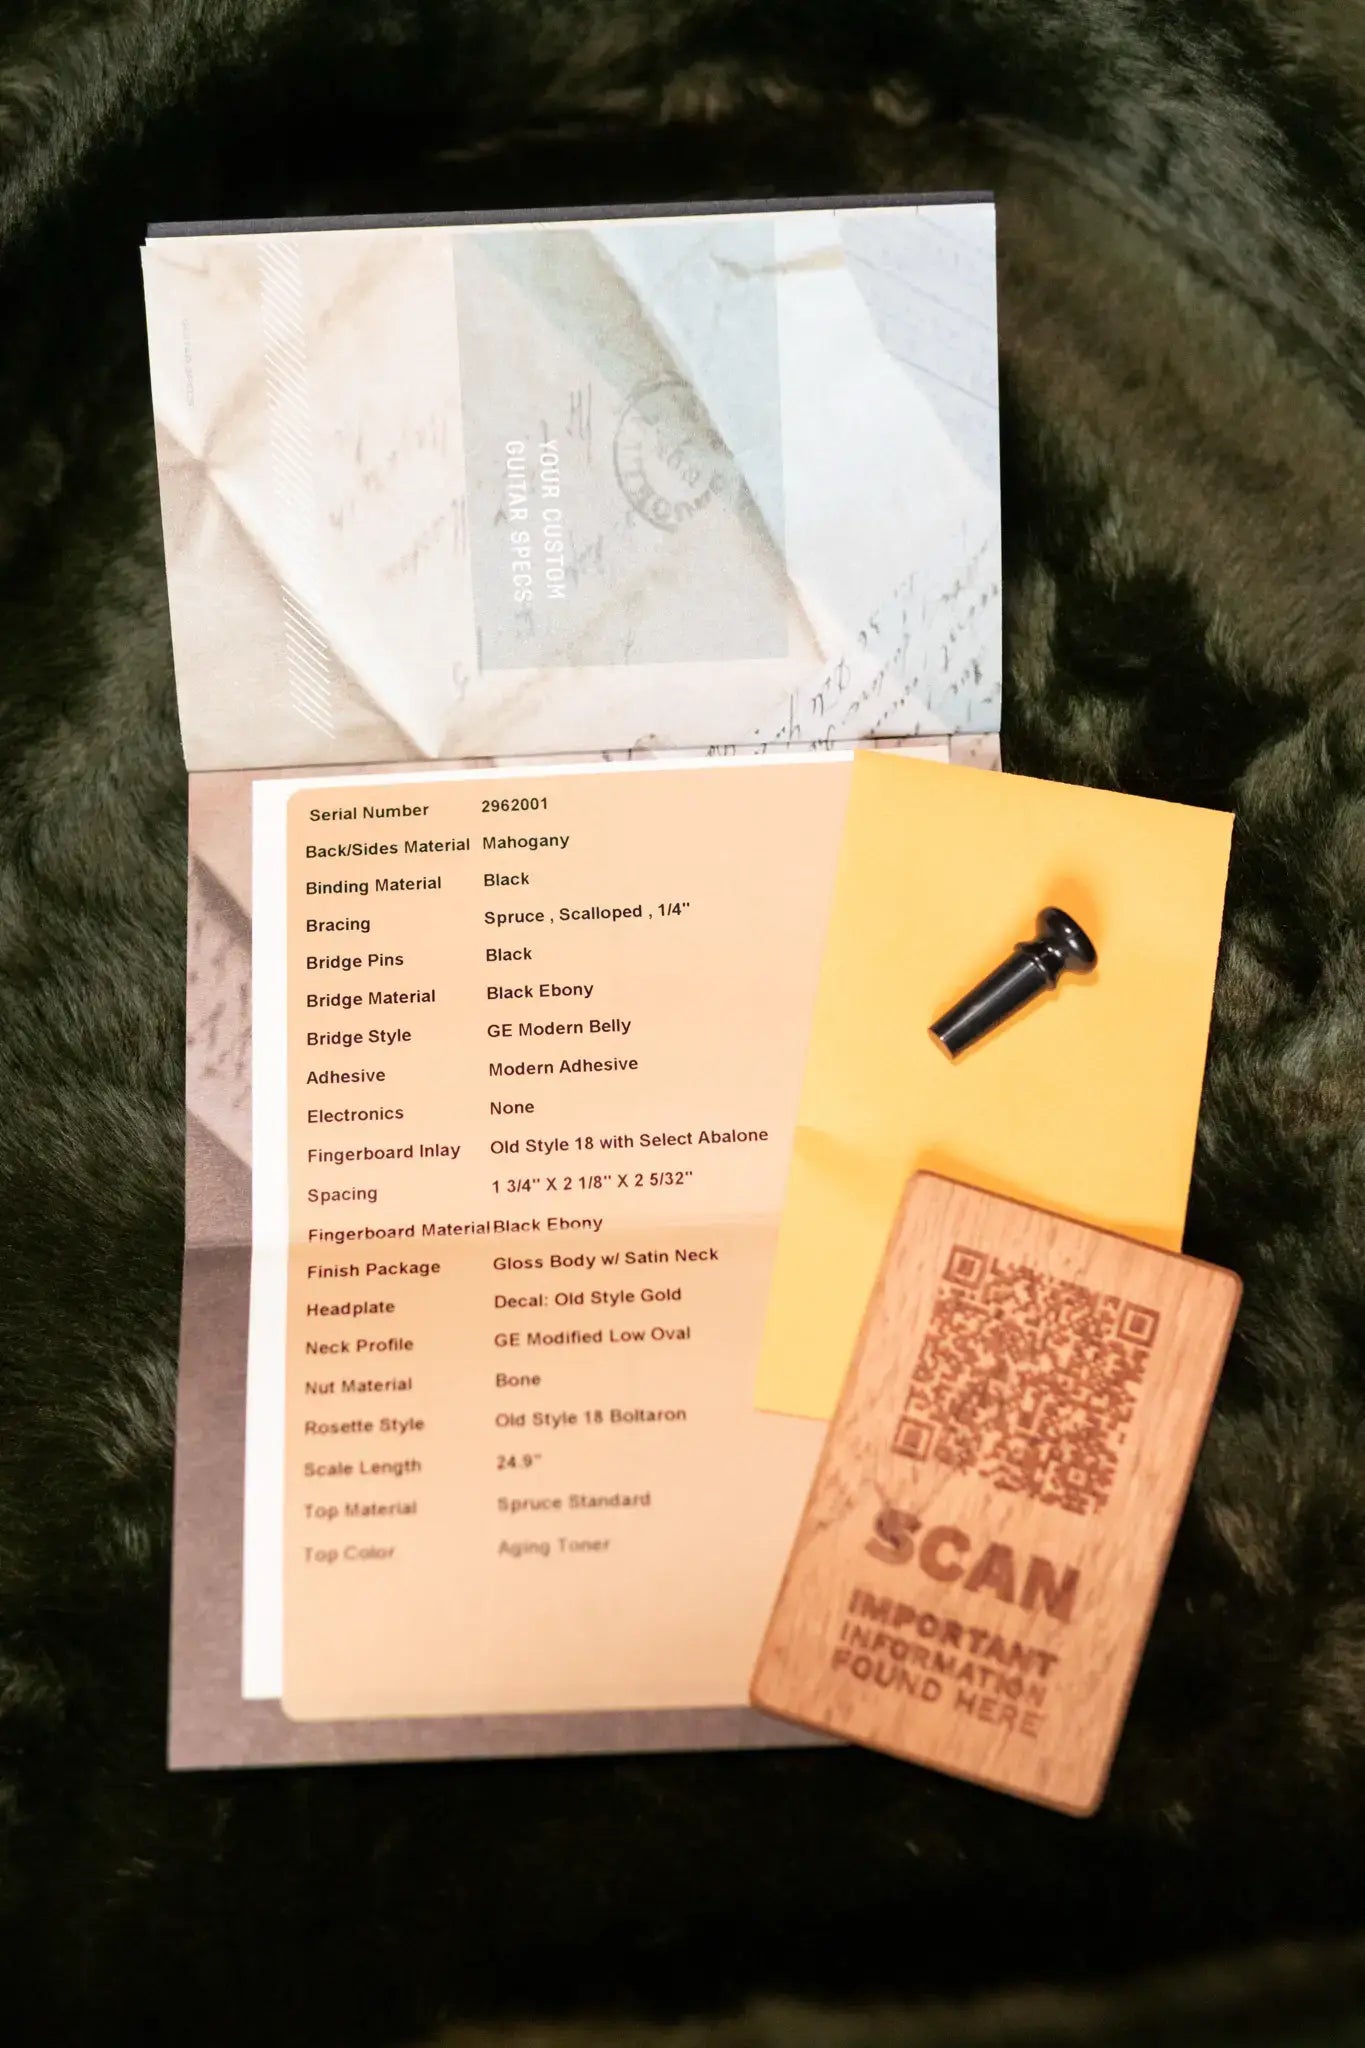 YOUR CUSTOM
GUITAR SPECS
Serial Number 2962001
Back/Sides Material Mahogany
Binding Material Black
Bracing Spruce , Scalloped , 1/4"
Bridge Pins Black
Bridge Material Black Ebony
Bridge Style GE Modern Belly
Adhesive Modern Adhesive
Electronics None
Fingerboard Inlay Old Style 18 with Select Abalone
Spacing 1 3/4" X 2 1/8" X 2 5/32"
Fingerboard Material Black Ebony
Finish Package Gloss Body w/ Satin Neck
Headplate Decal: Old Style Gold
Neck Profile GE Modified Low Oval
Nut Material Bone
Rosette Style Old Style 18 Boltaron
Scale Length 24.9"
Top Material Spruce Standard
Top Color Aging Toner
SCAN
IMPORTANT
INFORMATION
FOUND HERE